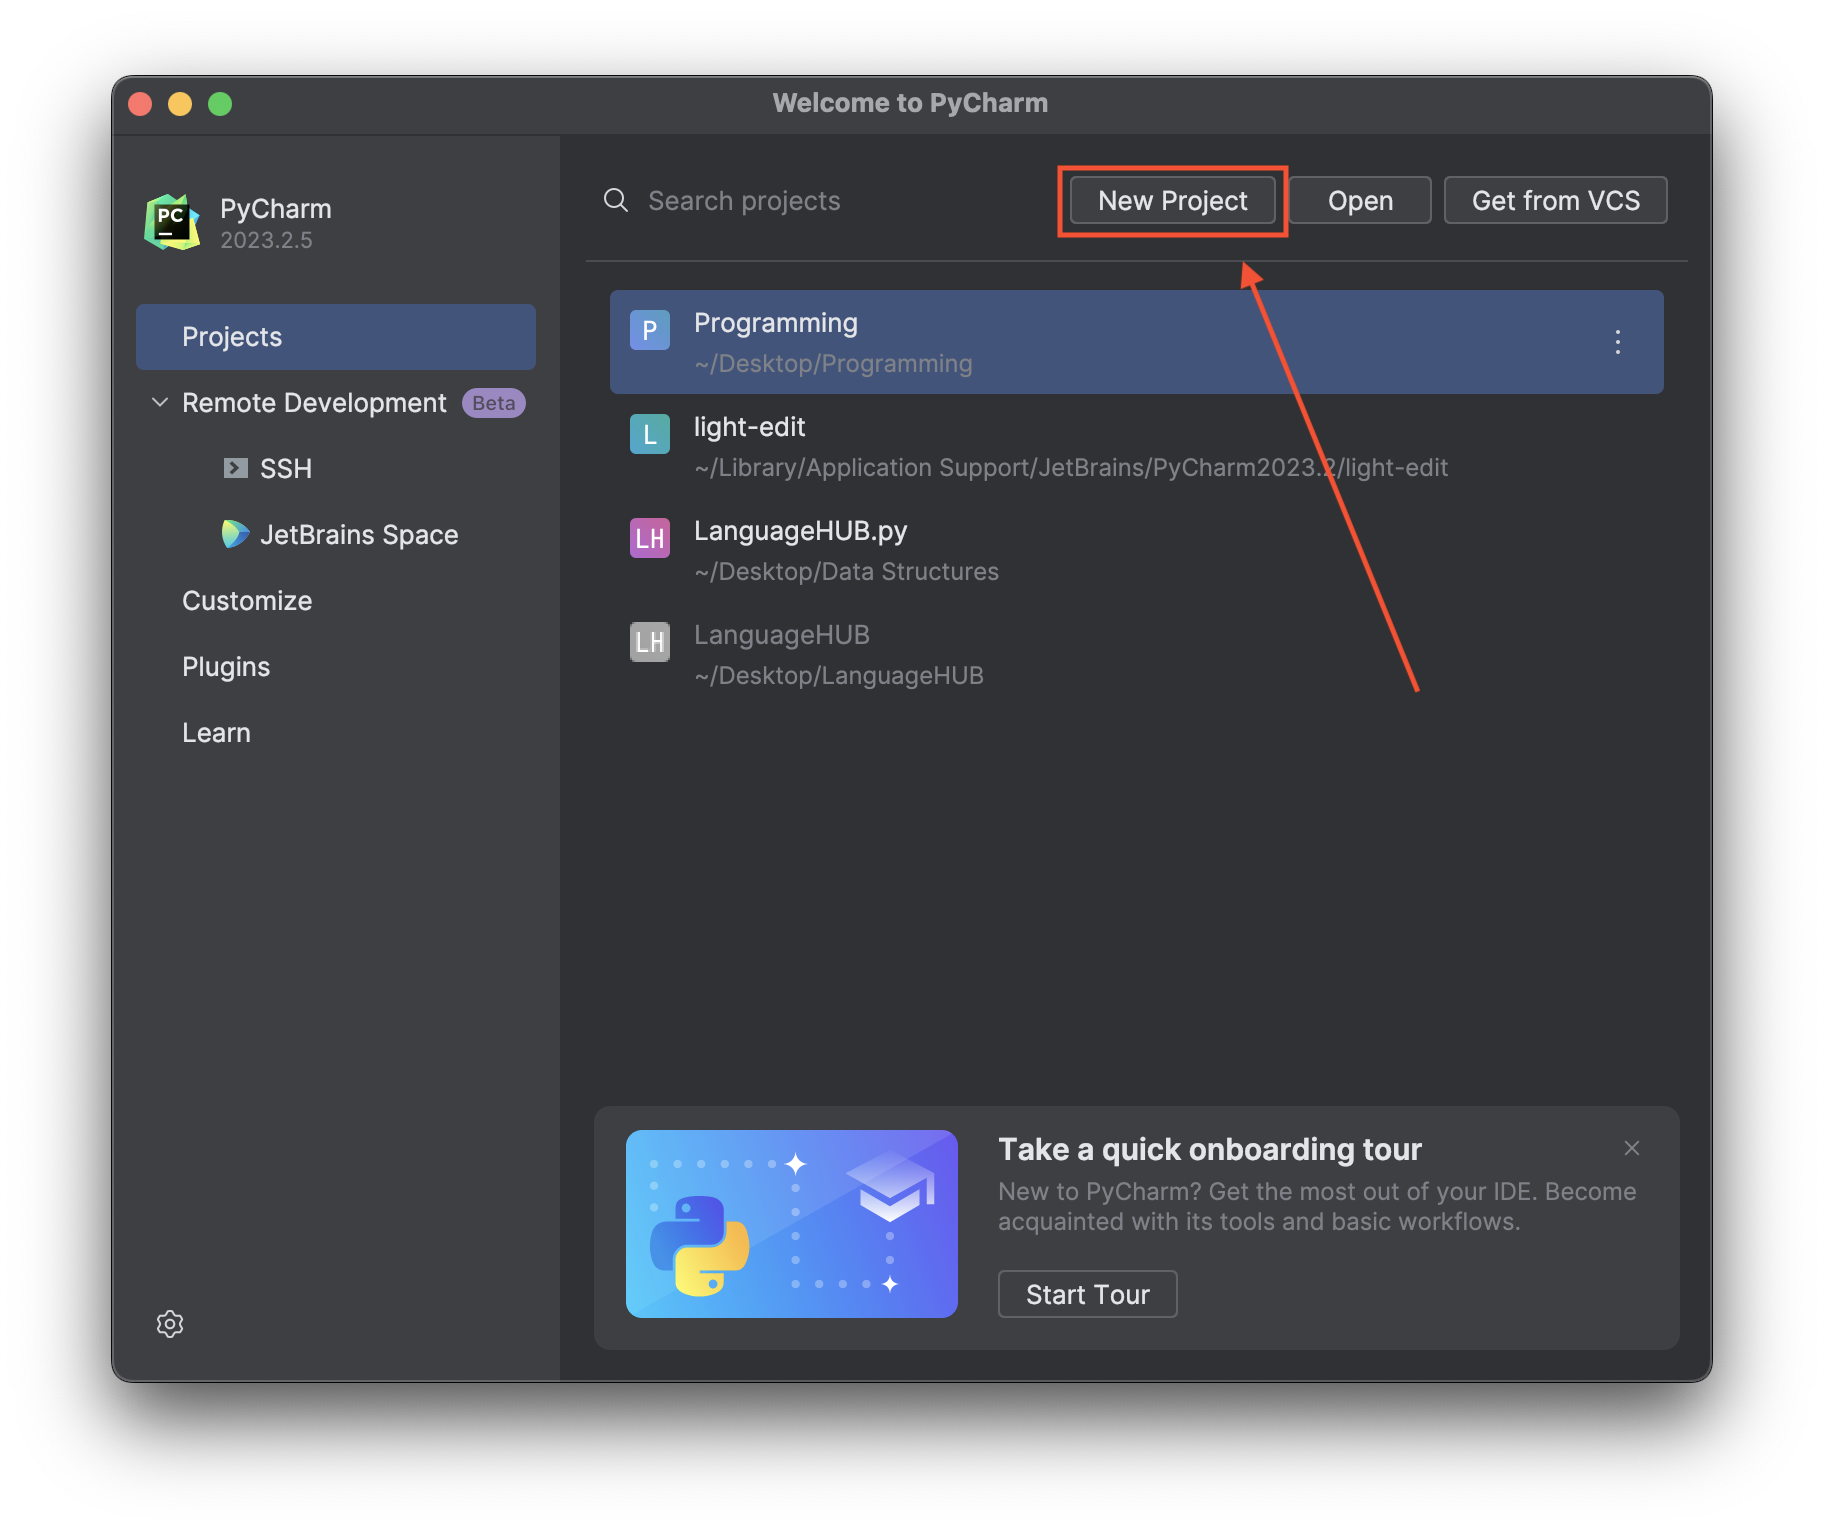 Welcome to PyCharm
PC
PyCharm
2023.2.5
Projects
Remote Development Beta
SSH
JetBrains Space
Customize
Plugins
Learn
Search projects
New Project
Open
Get from VCS
P
Programming
~/Desktop/Programming
L
light-edit
~/Library/Application Support/JetBrains/PyCharm2023.2/light-edit
LH
LanguageHUB.py
~/Desktop/Data Structures
LH
LanguageHUB
~/Desktop/LanguageHUB
Take a quick onboarding tour
New to PyCharm? Get the most out of your IDE. Become
acquainted with its tools and basic workflows.
Start Tour